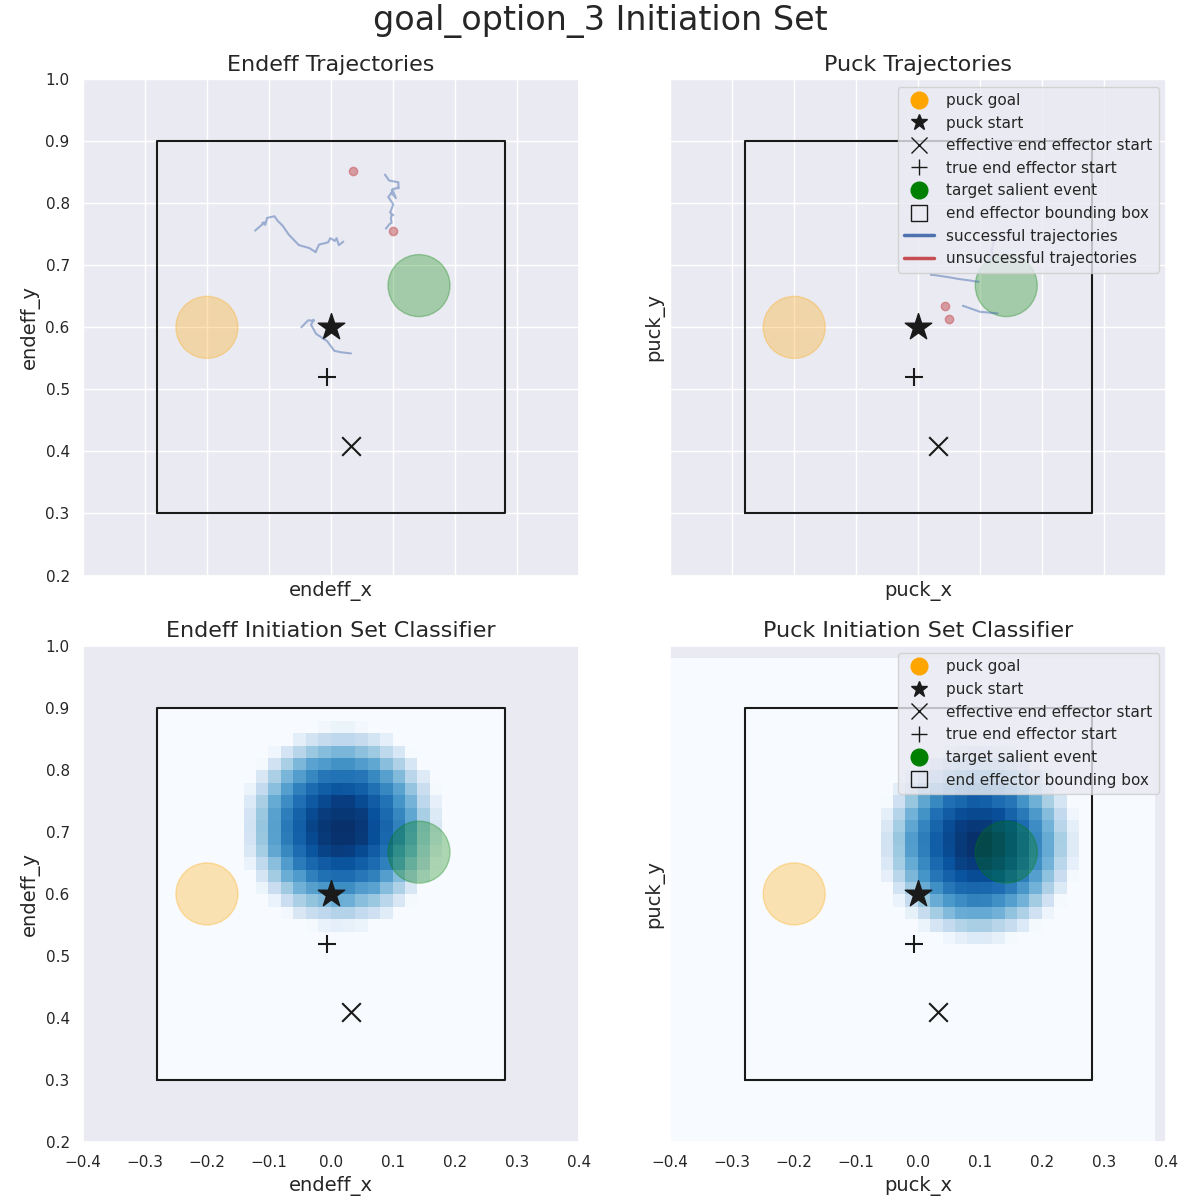 goal_option_3 Initiation Set
Endeff Trajectories
1.0
0.9
0.8
0.7
0.6
0.5
0.4
0.3
0.2
endeff_y
endeff_x
Puck Trajectories
puck goal
puck start
effective end effector start
true end effector start
target salient event
end effector bounding box
successful trajectories
unsuccessful trajectories
puck_y
puck_x
Endeff Initiation Set Classifier
1.0
0.9
0.8
0.7
0.6
0.5
0.4
0.3
0.2
endeff_y
−0.4 −0.3 −0.2 −0.1 0.0 0.1 0.2 0.3 0.4
endeff_x
Puck Initiation Set Classifier
puck goal
puck start
effective end effector start
true end effector start
target salient event
end effector bounding box
puck_y
−0.4 −0.3 −0.2 −0.1 0.0 0.1 0.2 0.3 0.4
puck_x